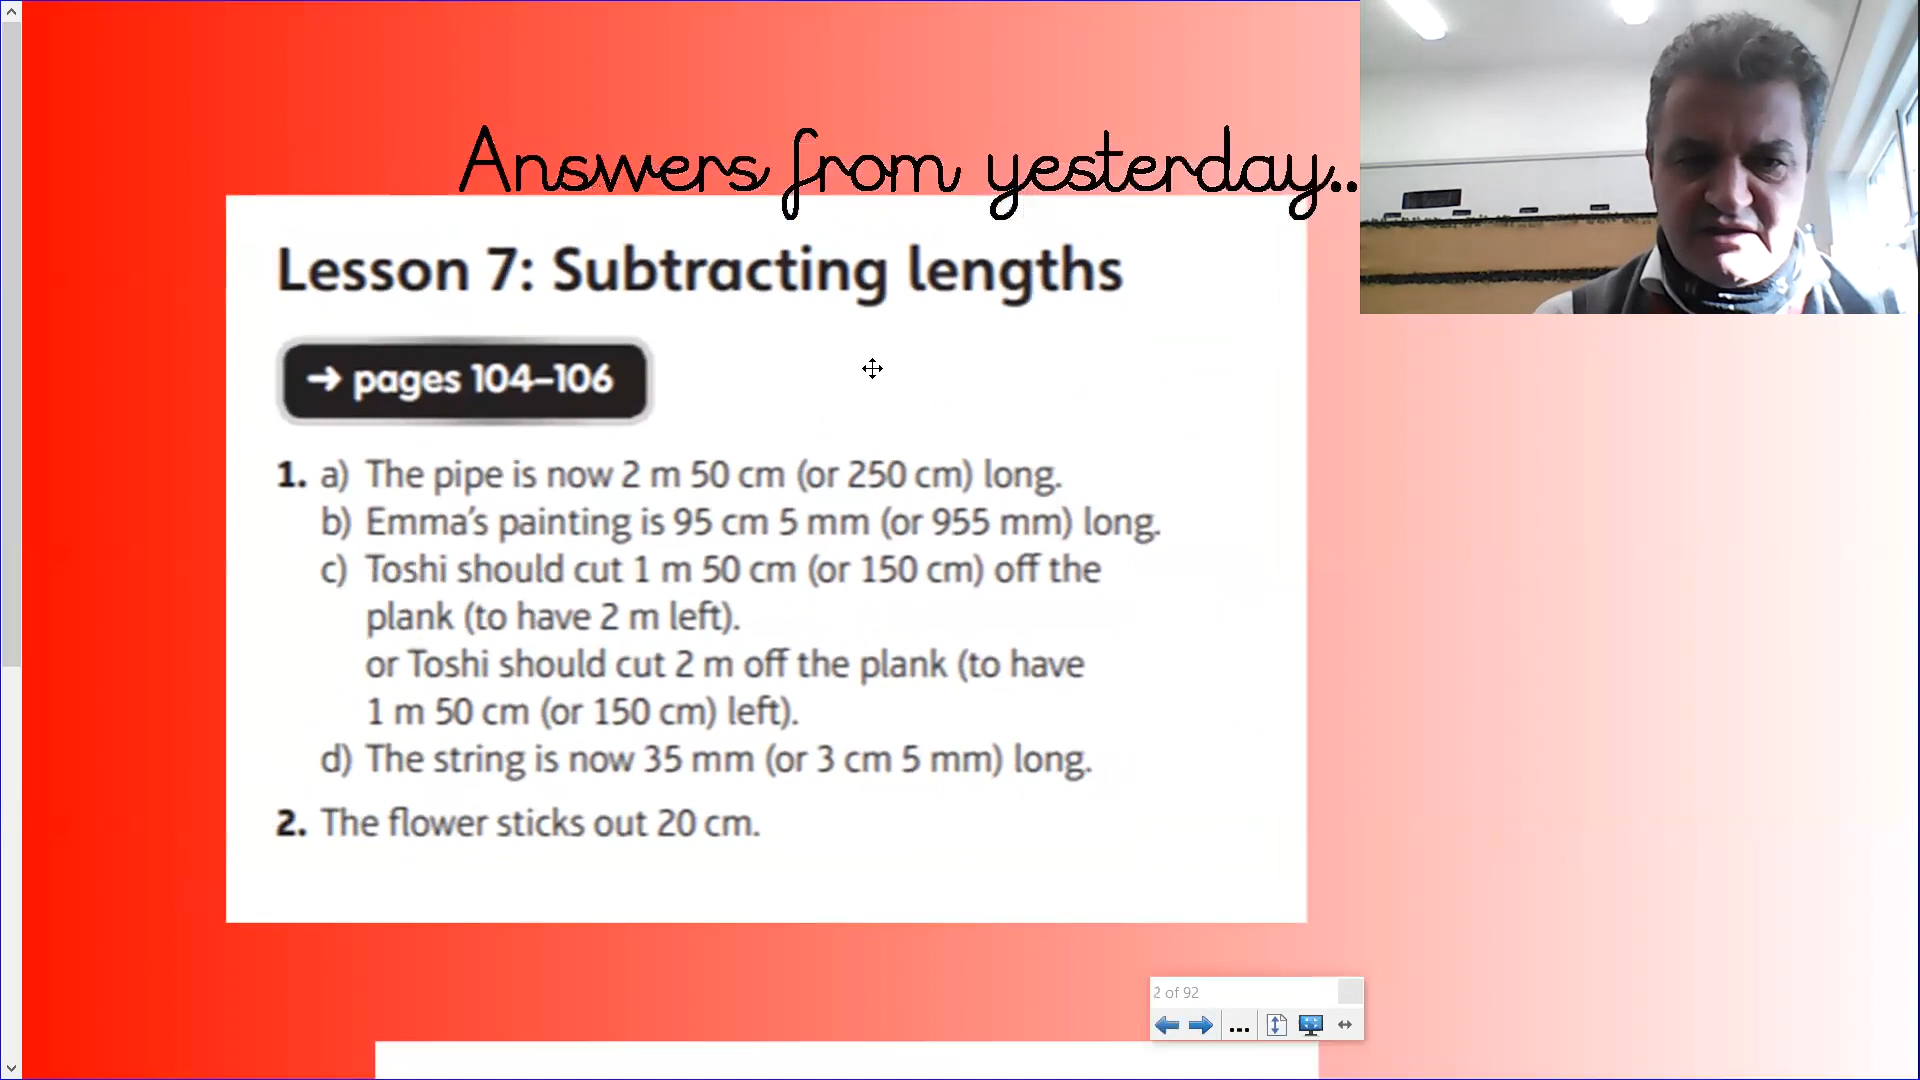 Answers from yesterday..
Lesson 7: Subtracting lengths
→ pages 104–106
1. a) The pipe is now 2 m 50 cm (or 250 cm) long.
b) Emma's painting is 95 cm 5 mm (or 955 mm) long.
c) Toshi should cut 1 m 50 cm (or 150 cm) off the
plank (to have 2 m left).
or Toshi should cut 2 m off the plank (to have
1 m 50 cm (or 150 cm) left).
d) The string is now 35 mm (or 3 cm 5 mm) long.
2. The flower sticks out 20 cm.
2 of 92
...